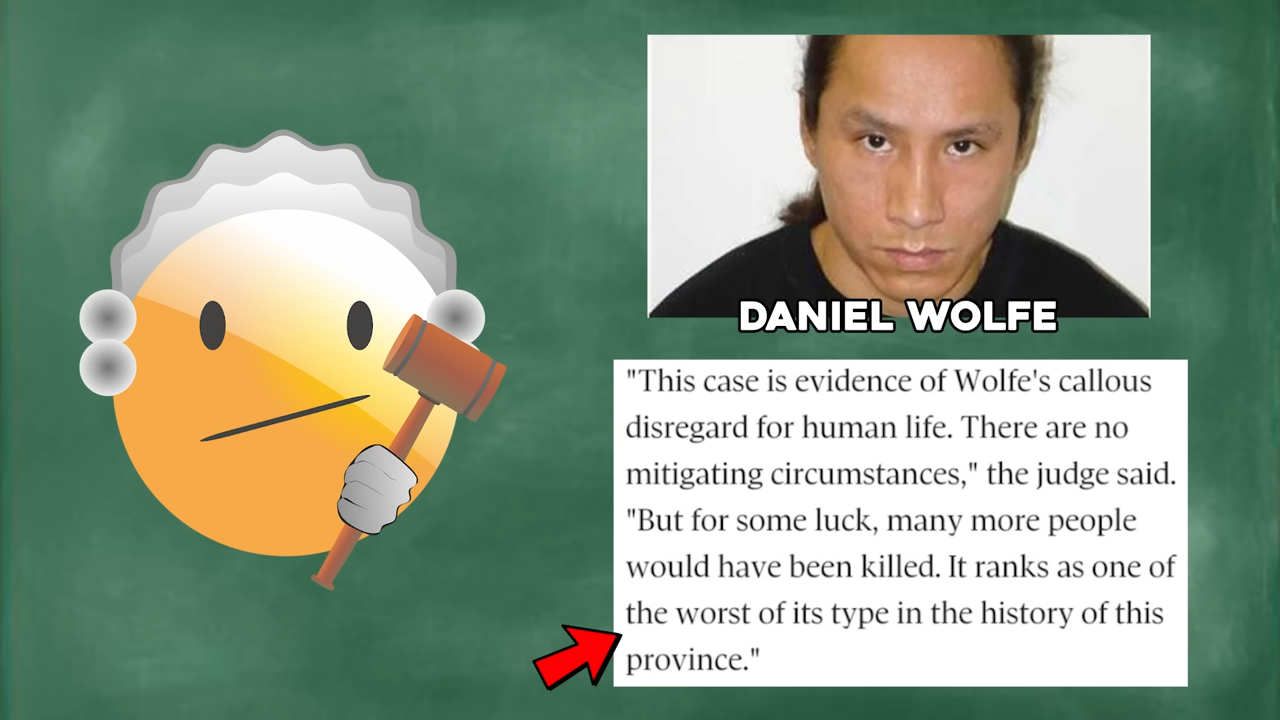 DANIEL WOLFE
"This case is evidence of Wolfe's callous
disregard for human life. There are no
mitigating circumstances," the judge said.
"But for some luck, many more people
would have been killed. It ranks as one of
the worst of its type in the history of this
province."